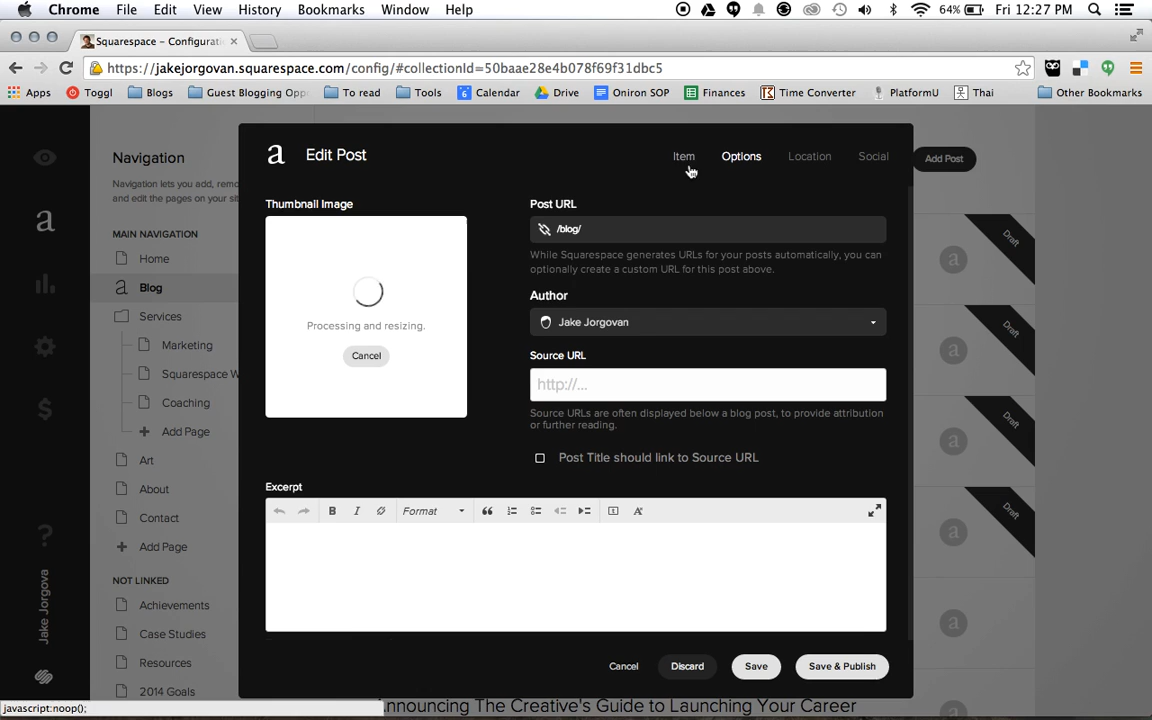 Chrome File Edit View History Bookmarks Window Help 64% Fri 12:27 PM
Squarespace – Configurati
https://jakejorgovan.squarespace.com/config/#collectionId=50baae28e4b078f69f31dbc5
Apps Toggl Blogs Guest Blogging Oppo To read Tools 6 Calendar Drive Oniron SOP Finances Time Converter PlatformU Thai Other Bookmarks
a Edit Post Item Options Location Social Add Post
Navigation
Navigation lets you add, remo
and edit the pages on your sit
MAIN NAVIGATION
Home
a Blog
Services
Marketing
Squarespace W
Coaching
Add Page
Art
About
Contact
Add Page
NOT LINKED
Achievements
Case Studies
Resources
2014 Goals
a
$
?
Jake Jorgova
Thumbnail Image
Processing and resizing.
Cancel
Post URL
/blog/
While Squarespace generates URLs for your posts automatically, you can
optionally create a custom URL for this post above.
Author
Jake Jorgovan
Source URL
http://...
Source URLs are often displayed below a blog post, to provide attribution
or further reading.
Post Title should link to Source URL
Excerpt
B I Format
Cancel Discard Save Save & Publish
a Draft
a Draft
a Draft
a Draft
a
Announcing The Creative's Guide to Launching Your Career
javascript:noop();